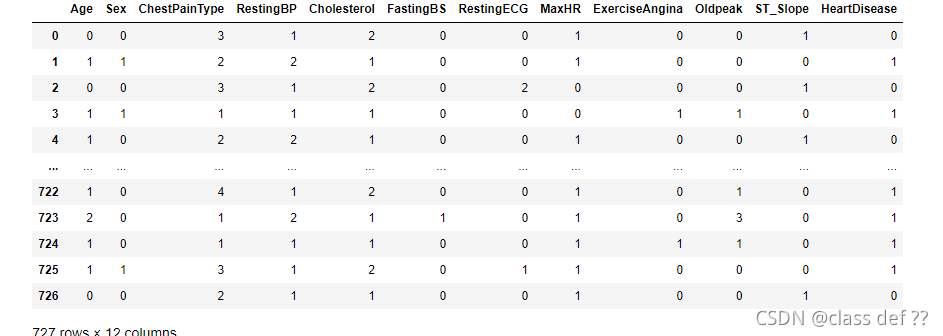 Age Sex ChestPainType RestingBP Cholesterol FastingBS RestingECG MaxHR ExerciseAngina Oldpeak ST_Slope HeartDisease
0 0 0 3 1 2 0 0 1 0 0 1 0
1 1 1 2 2 1 0 0 1 0 0 0 1
2 0 0 3 1 2 0 2 0 0 0 1 0
3 1 1 1 1 1 0 0 0 1 1 0 1
4 1 0 2 2 1 0 0 1 0 0 1 0
... ... ... ... ... ... ... ... ... ... ... ... ...
722 1 0 4 1 2 0 0 1 0 1 0 1
723 2 0 1 2 1 1 0 1 0 3 0 1
724 1 0 1 1 1 0 0 1 1 1 0 1
725 1 1 3 1 2 0 1 1 0 0 0 1
726 0 0 2 1 1 0 0 1 0 0 1 0
727 rows × 12 columns
CSDN @class def ??